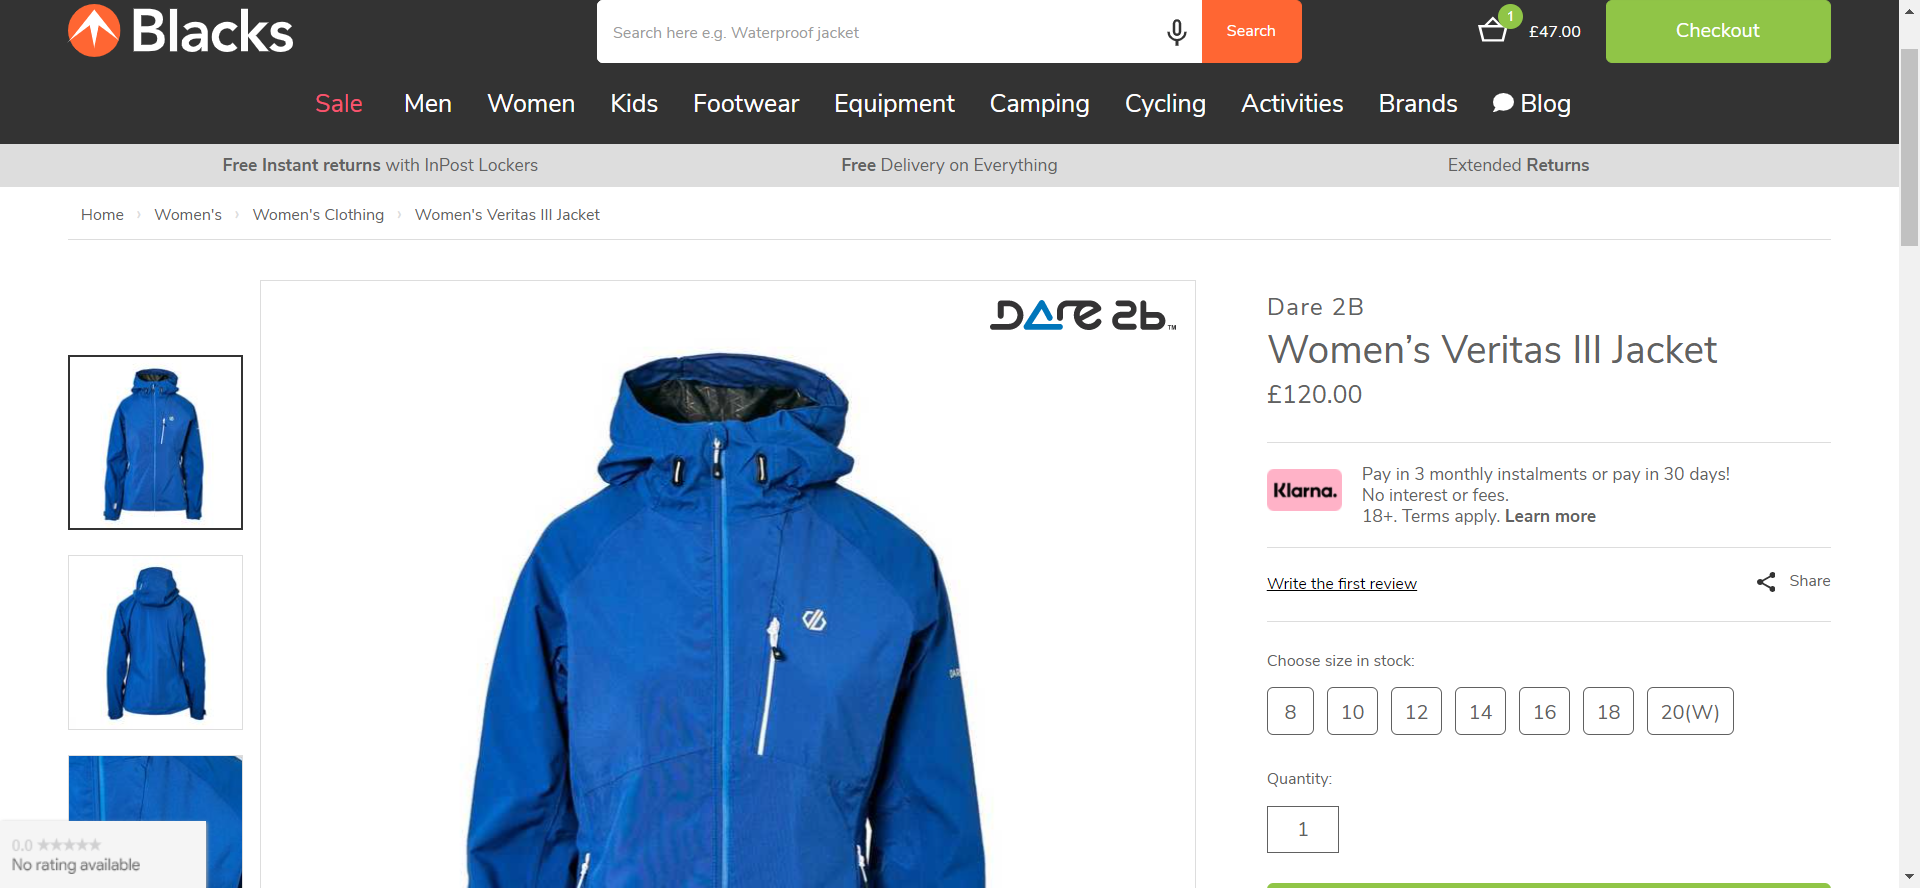 Blacks
Search here e.g. Waterproof jacket
Search
1
£47.00
Checkout
Sale
Men
Women
Kids
Footwear
Equipment
Camping
Cycling
Activities
Brands
Blog
Free Instant returns with InPost Lockers
Free Delivery on Everything
Extended Returns
Home › Women's › Women's Clothing › Women's Veritas III Jacket
DARE 2b™
Dare 2B
Women’s Veritas III Jacket
£120.00
Klarna.
Pay in 3 monthly instalments or pay in 30 days!
No interest or fees.
18+. Terms apply. Learn more
Write the first review
Share
Choose size in stock:
8
10
12
14
16
18
20(W)
Quantity:
1
DAR
0.0 ★★★★★
No rating available